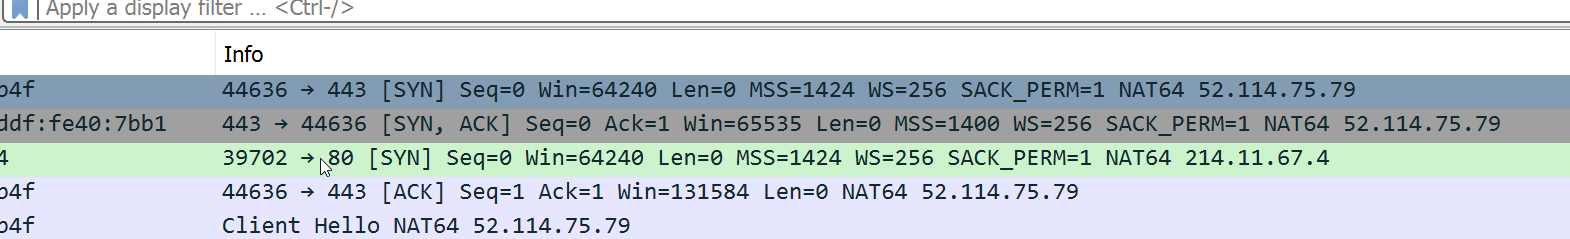 Apply a display filter ... <Ctrl-/>
Info
b4f 44636 → 443 [SYN] Seq=0 Win=64240 Len=0 MSS=1424 WS=256 SACK_PERM=1 NAT64 52.114.75.79
ddf:fe40:7bb1 443 → 44636 [SYN, ACK] Seq=0 Ack=1 Win=65535 Len=0 MSS=1400 WS=256 SACK_PERM=1 NAT64 52.114.75.79
4 39702 → 80 [SYN] Seq=0 Win=64240 Len=0 MSS=1424 WS=256 SACK_PERM=1 NAT64 214.11.67.4
b4f 44636 → 443 [ACK] Seq=1 Ack=1 Win=131584 Len=0 NAT64 52.114.75.79
b4f Client Hello NAT64 52.114.75.79